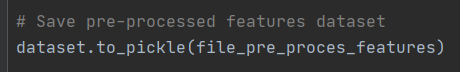 # Save pre-processed features dataset
dataset.to_pickle(file_pre_proces_features)